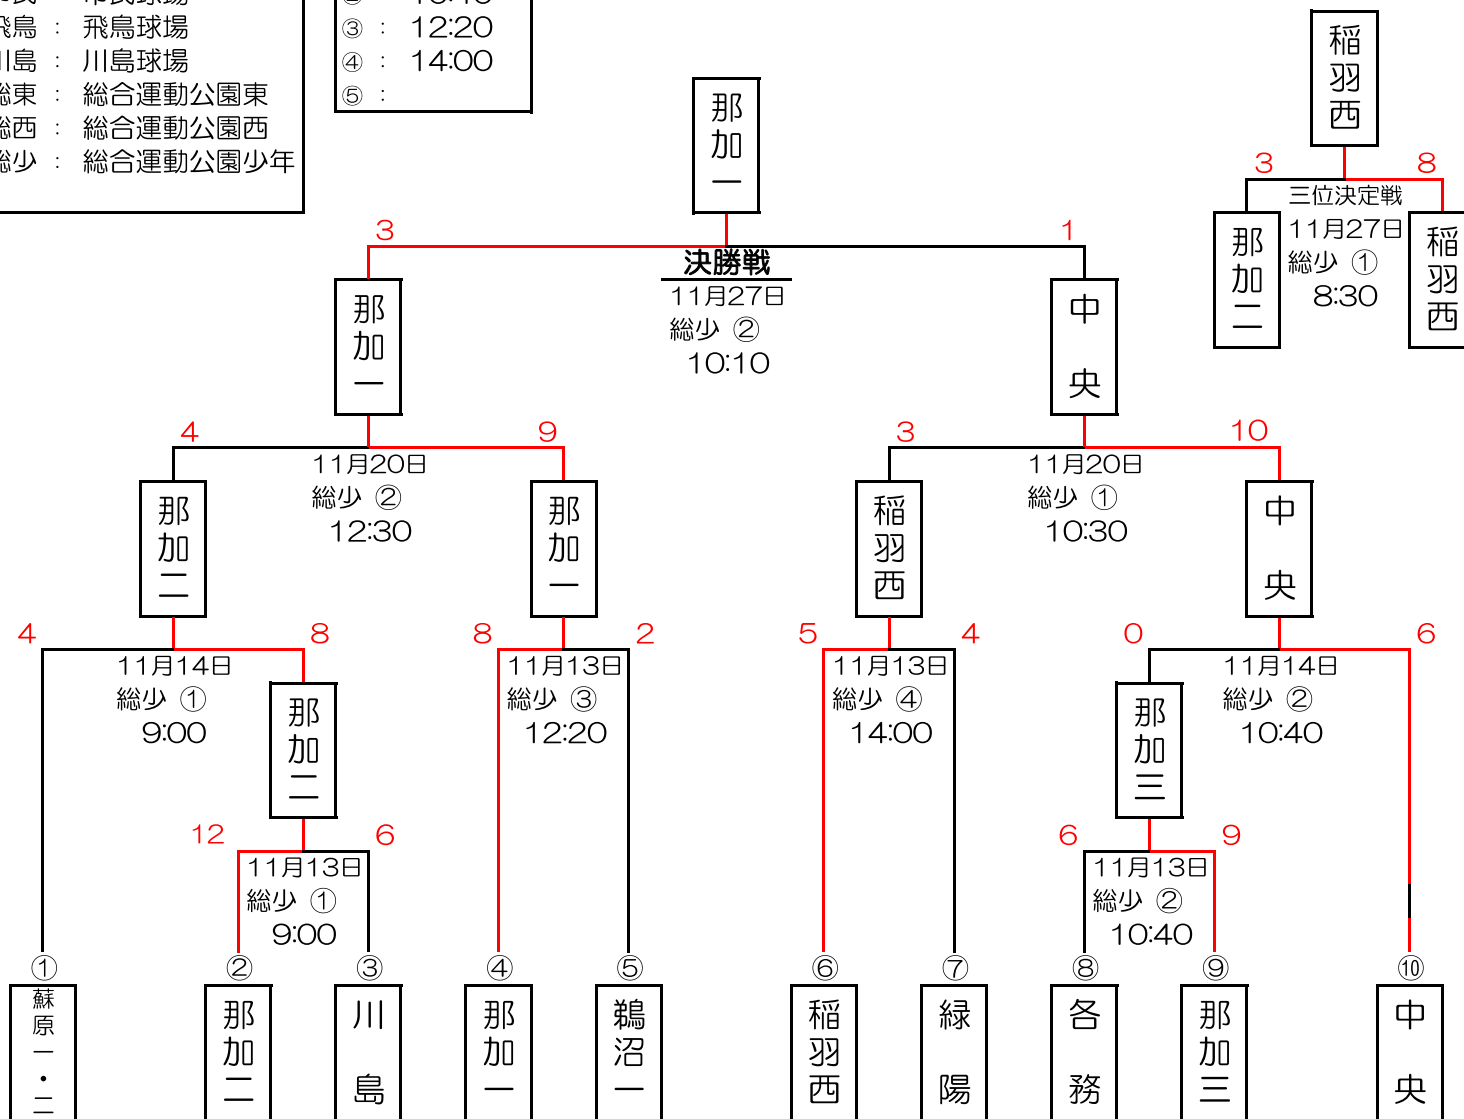 飛鳥 : 飛鳥球場
川島 : 川島球場
総東 : 総合運動公園東
総西 : 総合運動公園西
総少 : 総合運動公園少年
③ : 12:20
④ : 14:00
⑤ :
稲羽西
3 8
三位決定戦
11月27日
総少 ①
8:30
那加二
稲羽西
那加一
3 1
決勝戦
11月27日
総少 ②
10:10
那加一
中央
4 9
11月20日
総少 ②
12:30
3 10
11月20日
総少 ①
10:30
那加二
那加一
稲羽西
中央
4 8
11月14日
総少 ①
9:00
8 2
11月13日
総少 ③
12:20
5 4
11月13日
総少 ④
14:00
0 6
11月14日
総少 ②
10:40
那加二
那加三
12 6
11月13日
総少 ①
9:00
6 9
11月13日
総少 ②
10:40
① ② ③ ④ ⑤ ⑥ ⑦ ⑧ ⑨ ⑩
蘇原一・二
那加二
川島
那加一
鵜沼一
稲羽西
緑陽
各務
那加三
中央